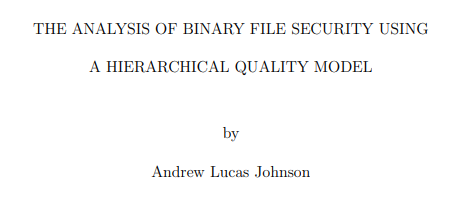 THE ANALYSIS OF BINARY FILE SECURITY USING
A HIERARCHICAL QUALITY MODEL
by
Andrew Lucas Johnson